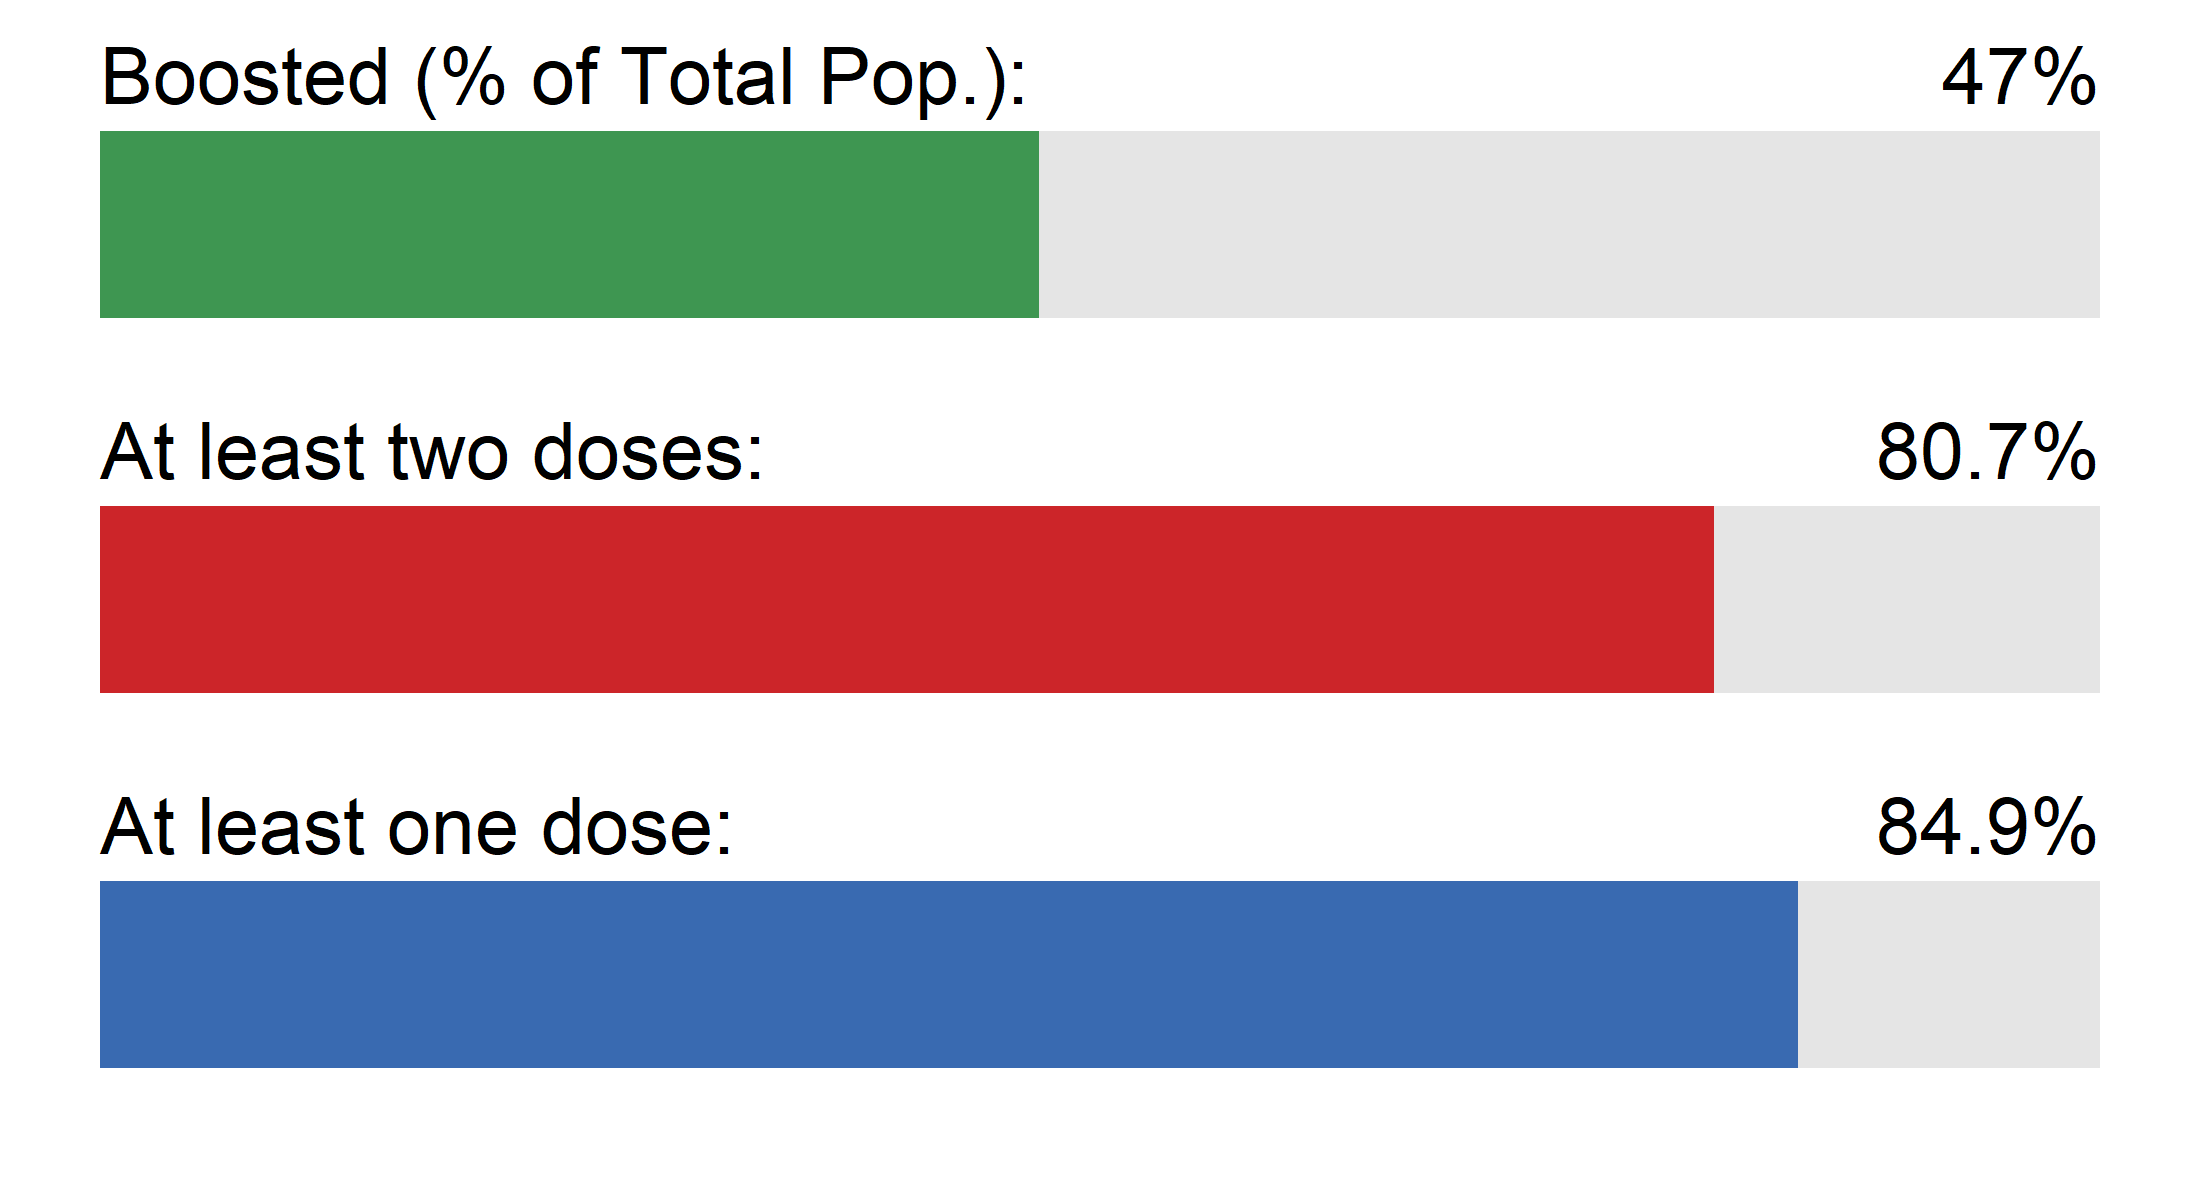 Boosted (% of Total Pop.): 47%
At least two doses: 80.7%
At least one dose: 84.9%